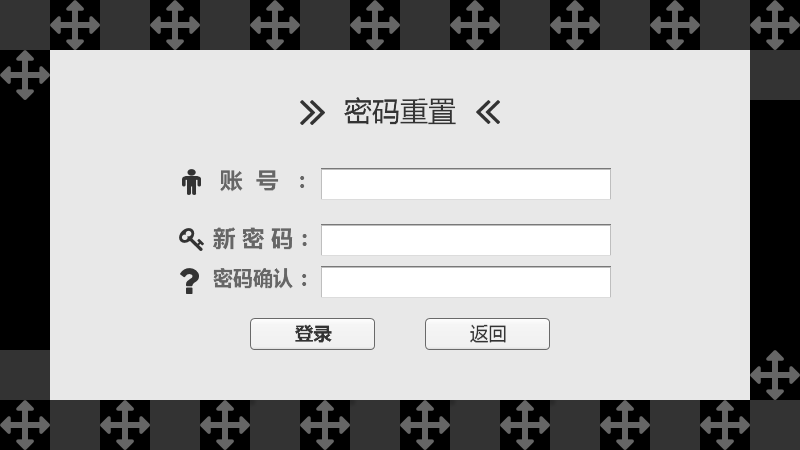 密码重置
账 号 :
新 密 码 :
密码确认 :
登录
返回